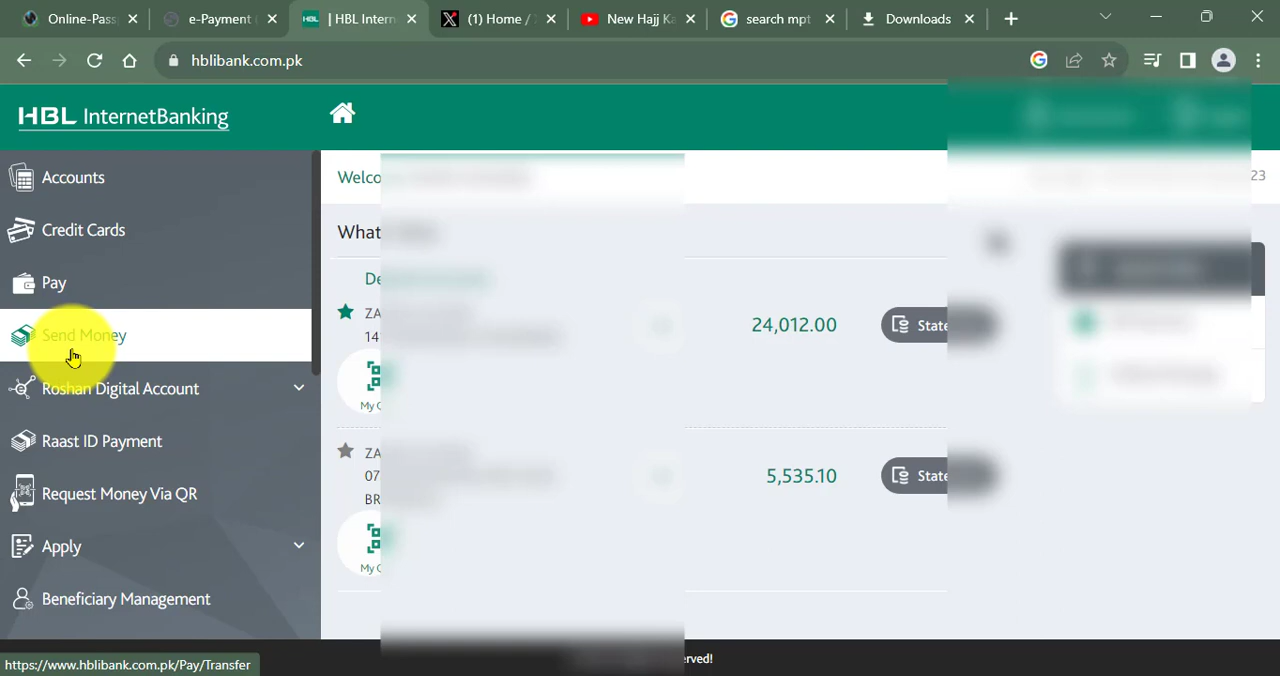 Online-Pass
e-Payment (
HBL | HBL Intern
(1) Home /
New Hajj Ka
search mpt
Downloads
hblibank.com.pk
HBL InternetBanking
Accounts
Credit Cards
Pay
Send Money
Roshan Digital Account
Raast ID Payment
Request Money Via QR
Apply
Beneficiary Management
Welco
23
What
De
ZA
14
24,012.00
State
My Q
ZA
07
BR
5,535.10
State
My Q
erved!
https://www.hblibank.com.pk/Pay/Transfer